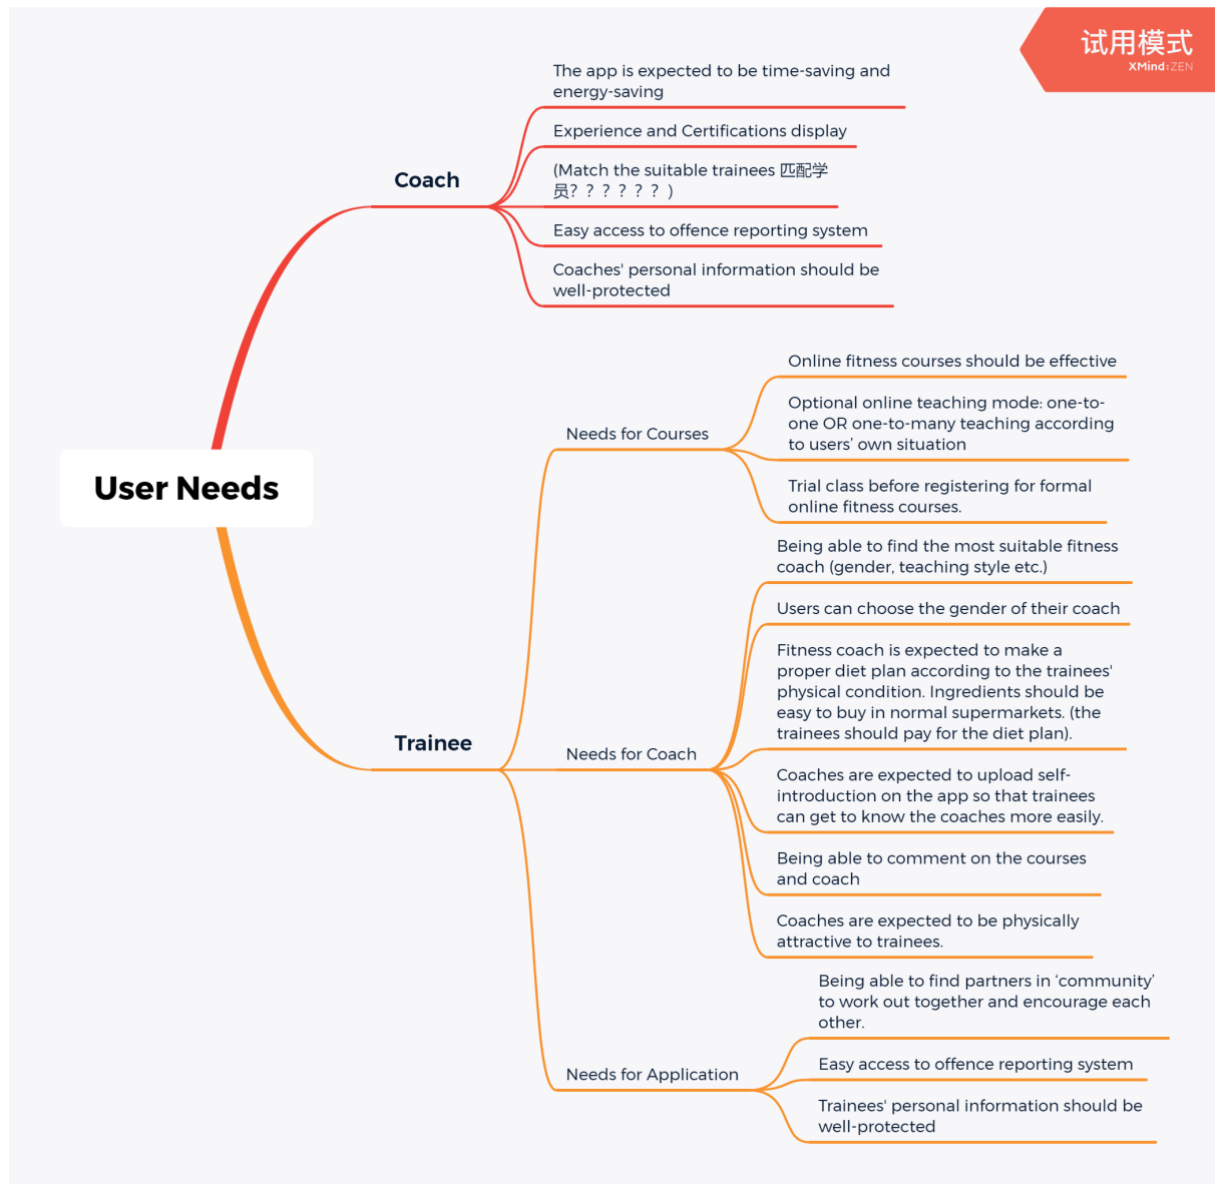 试用模式
XMind:ZEN
The app is expected to be time-saving and
energy-saving
Experience and Certifications display
Coach
(Match the suitable trainees 匹配学
员？？？？？？)
Easy access to offence reporting system
Coaches' personal information should be
well-protected
User Needs
Online fitness courses should be effective
Needs for Courses
Optional online teaching mode: one-to-
one OR one-to-many teaching according
to users’ own situation
Trial class before registering for formal
online fitness courses.
Being able to find the most suitable fitness
coach (gender, teaching style etc.)
Users can choose the gender of their coach
Trainee
Needs for Coach
Fitness coach is expected to make a
proper diet plan according to the trainees'
physical condition. Ingredients should be
easy to buy in normal supermarkets. (the
trainees should pay for the diet plan).
Coaches are expected to upload self-
introduction on the app so that trainees
can get to know the coaches more easily.
Being able to comment on the courses
and coach
Coaches are expected to be physically
attractive to trainees.
Needs for Application
Being able to find partners in ‘community’
to work out together and encourage each
other.
Easy access to offence reporting system
Trainees' personal information should be
well-protected